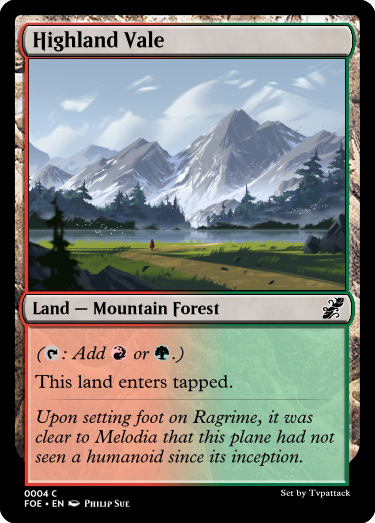 Highland Vale
Land — Mountain Forest
(: Add or .)
This land enters tapped.
Upon setting foot on Ragrime, it was
clear to Melodia that this plane had not
seen a humanoid since its inception.
0004 C
Set by Tvpattack
FOE • EN Philip Sue